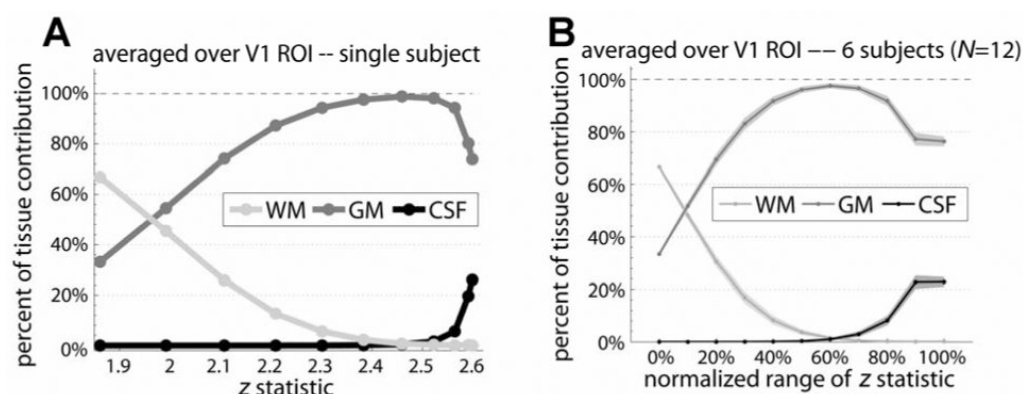 A
averaged over V1 ROI -- single subject
percent of tissue contribution
100%
80%
60%
40%
20%
0%
WM GM CSF
1.9 2 2.1 2.2 2.3 2.4 2.5 2.6
z statistic
B
averaged over V1 ROI –– 6 subjects (N=12)
percent of tissue contribution
100%
80%
60%
40%
20%
0%
WM GM CSF
0% 20% 40% 60% 80% 100%
normalized range of z statistic